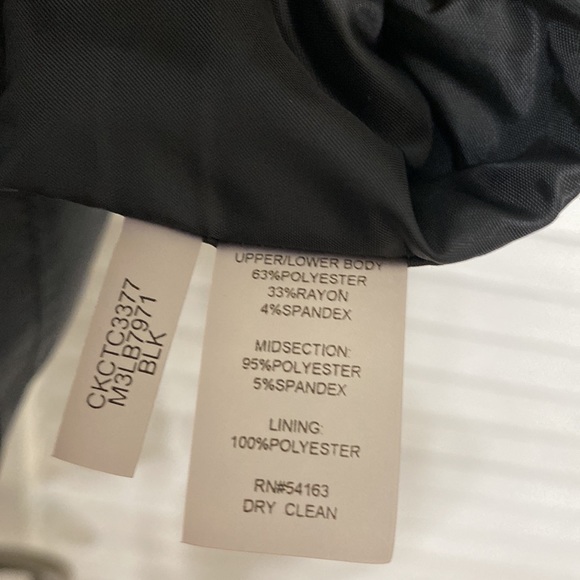 CKCTC3377
M3LB7971
BLK
UPPER/LOWER BODY
63%POLYESTER
33%RAYON
4%SPANDEX
MIDSECTION:
95%POLYESTER
5%SPANDEX
LINING:
100%POLYESTER
RN#54163
DRY CLEAN